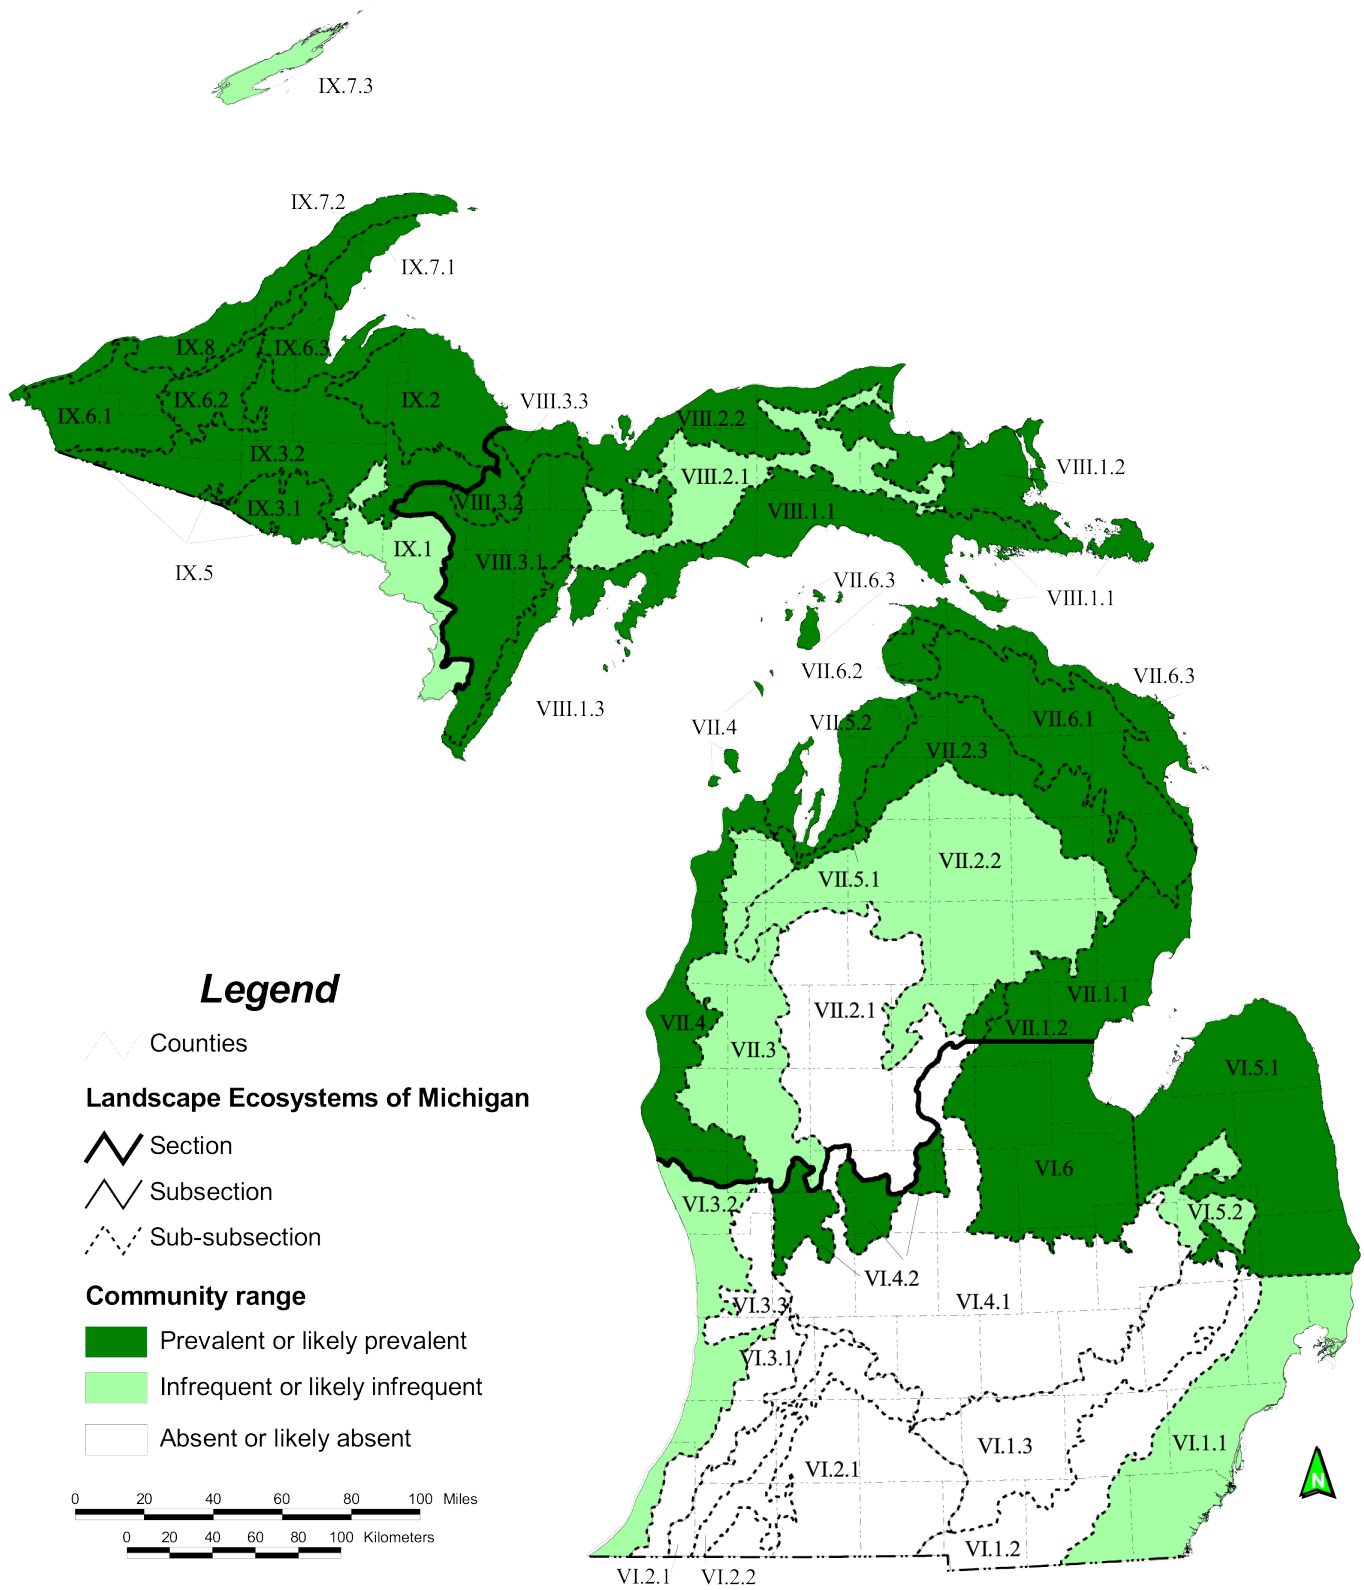 IX.7.3
IX.7.2
IX.7.1
IX.8
IX.6.3
IX.6.2
IX.2
IX.6.1
VIII.3.3
VIII.2.2
IX.3.2
VIII.2.1
VIII.1.2
IX.3.1
VIII.3.2
VIII.1.1
IX.1
VIII.3.1
IX.5
VII.6.3
VIII.1.1
VII.6.2
VII.6.3
VIII.1.3
VII.4
VII.5.2
VII.6.1
VII.2.3
VII.2.2
VII.5.1
VII.1.1
VII.2.1
VII.4
VII.1.2
VII.3
VI.5.1
VI.6
VI.3.2
VI.5.2
VI.4.2
VI.3.3
VI.4.1
VI.3.1
VI.1.3
VI.1.1
VI.2.1
VI.1.2
VI.2.1
VI.2.2
Legend
Counties
Landscape Ecosystems of Michigan
Section
Subsection
Sub-subsection
Community range
Prevalent or likely prevalent
Infrequent or likely infrequent
Absent or likely absent
0 20 40 60 80 100 Miles
0 20 40 60 80 100 Kilometers
N